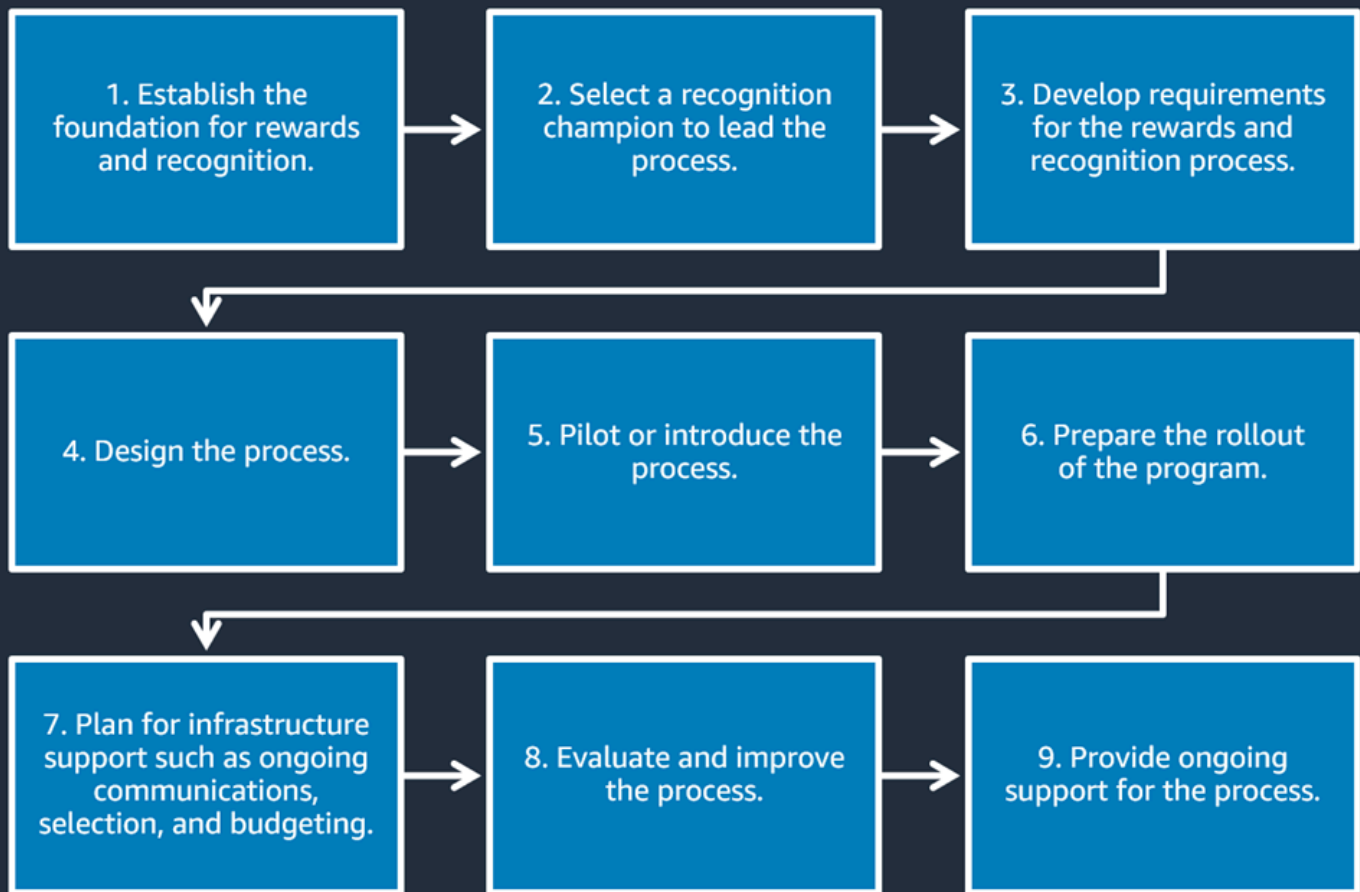 1. Establish the
foundation for rewards
and recognition.
2. Select a recognition
champion to lead the
process.
3. Develop requirements
for the rewards and
recognition process.
4. Design the process.
5. Pilot or introduce the
process.
6. Prepare the rollout
of the program.
7. Plan for infrastructure
support such as ongoing
communications,
selection, and budgeting.
8. Evaluate and improve
the process.
9. Provide ongoing
support for the process.